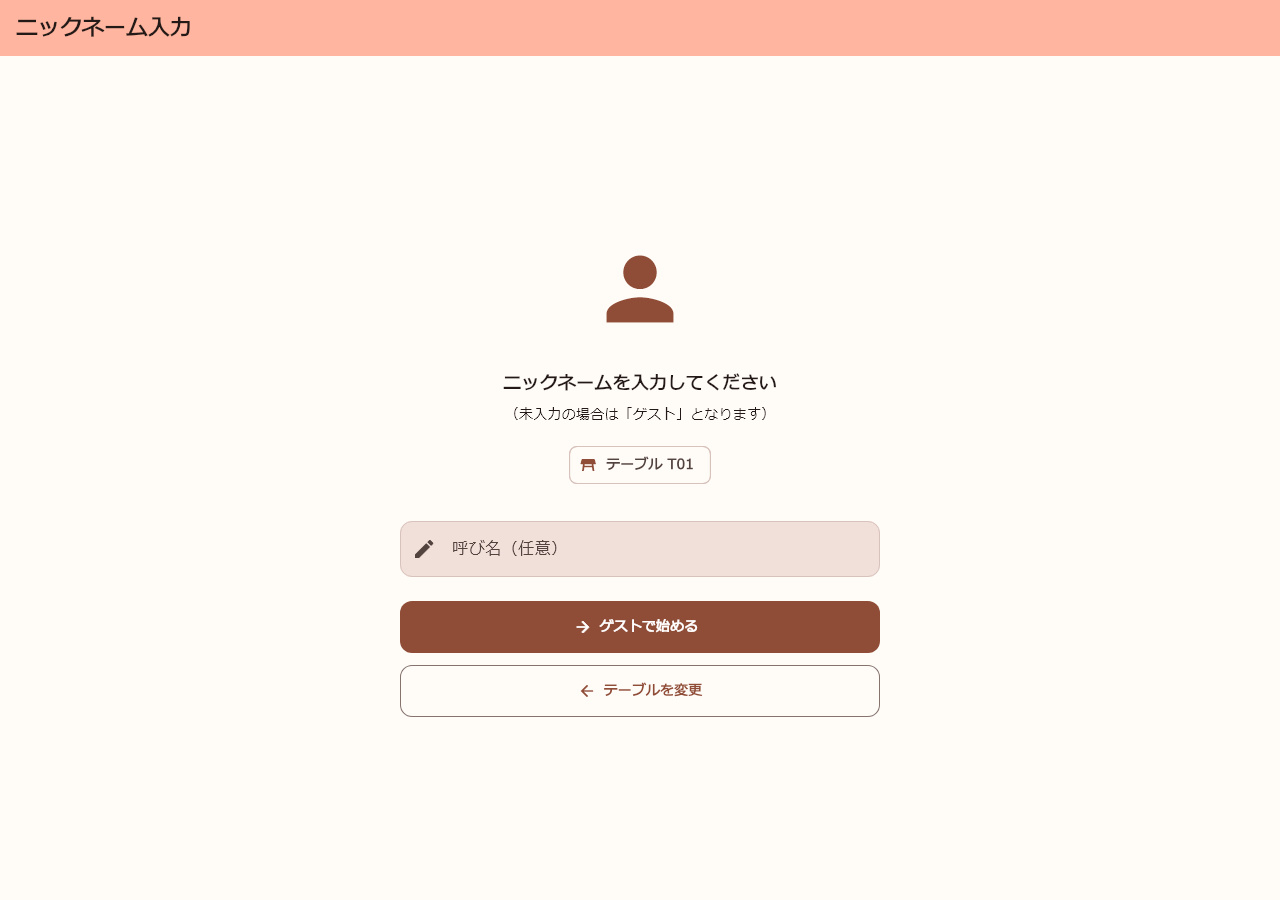 ニックネーム入力
ニックネームを入力してください
（未入力の場合は「ゲスト」となります）
テーブル T01
呼び名（任意）
ゲストで始める
テーブルを変更